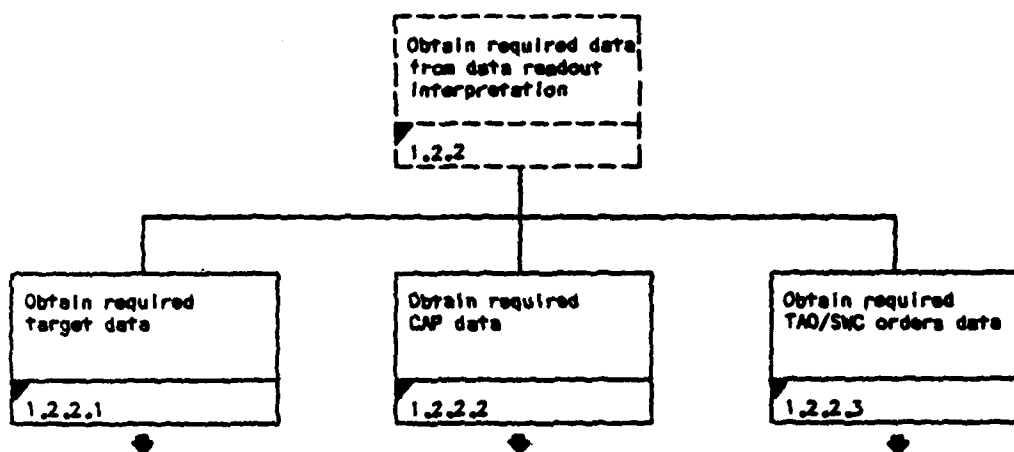 Obtain required data
from data readout
interpretation
1.2.2
Obtain required
target data
1.2.2.1
Obtain required
CAP data
1.2.2.2
Obtain required
TAO/SWC orders data
1.2.2.3